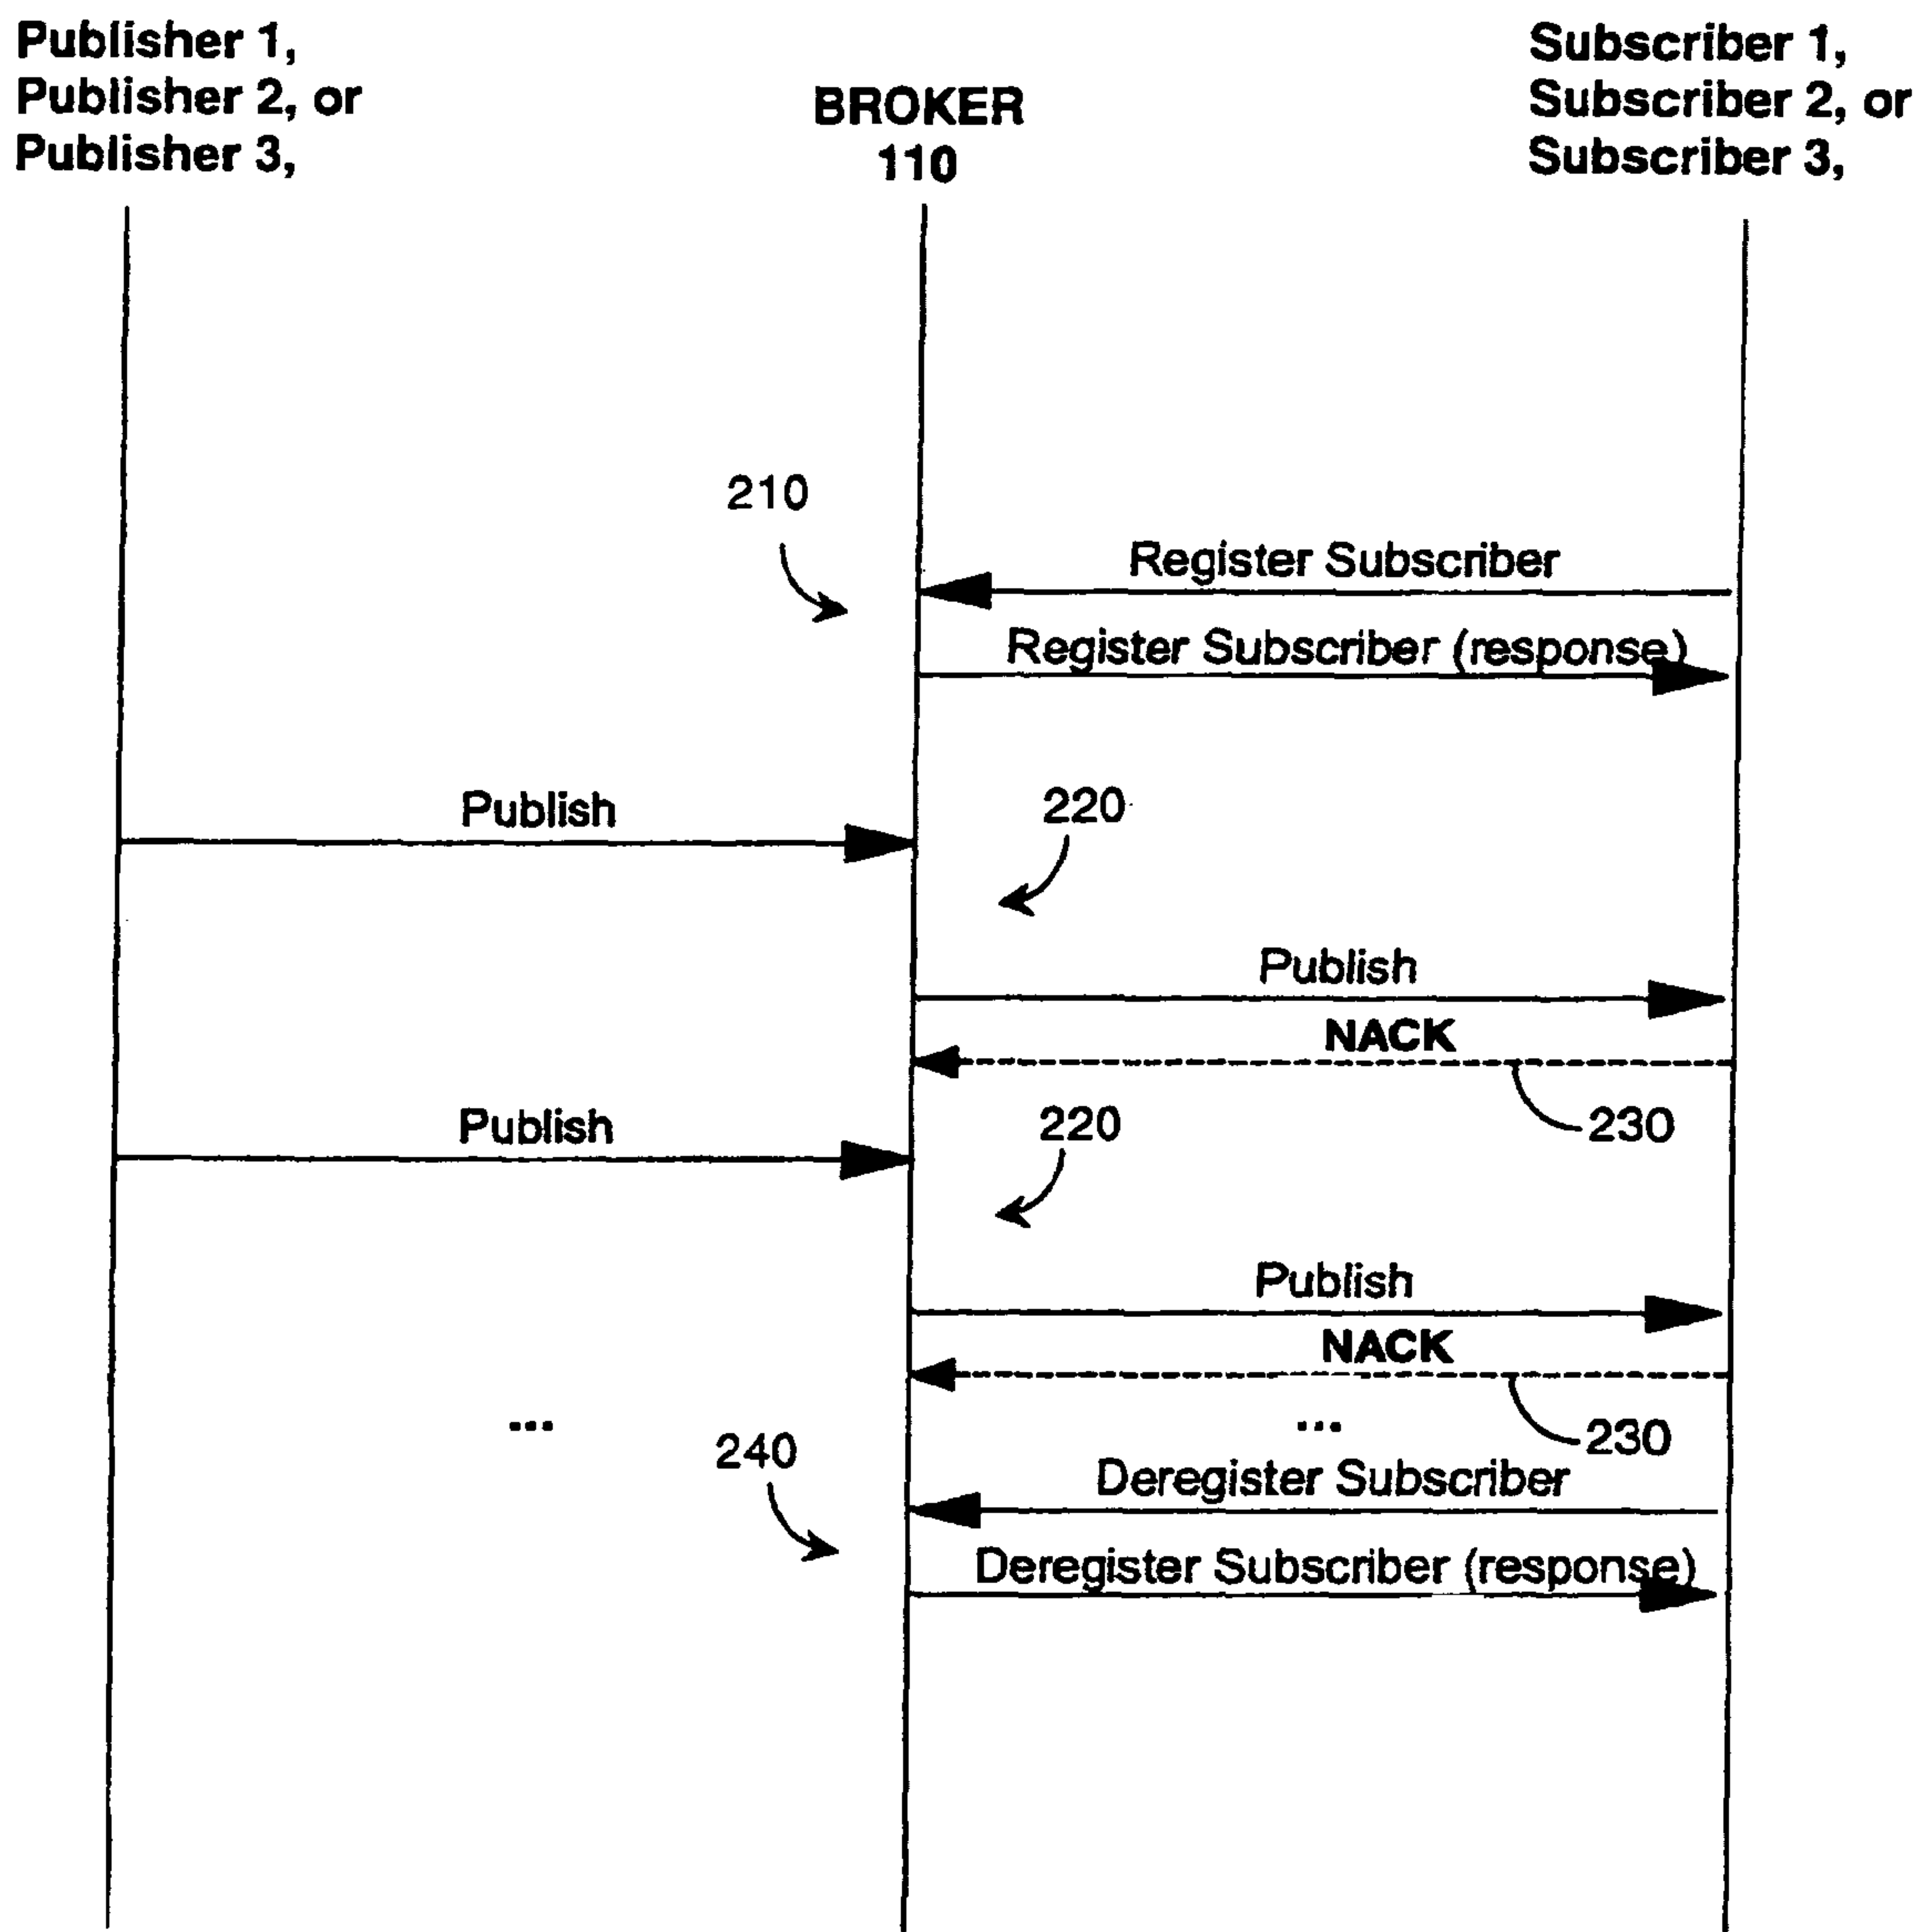 Publisher 1,
Publisher 2, or
Publisher 3,
BROKER
110
Subscriber 1,
Subscriber 2, or
Subscriber 3,
210
Register Subscriber
Register Subscriber (response)
Publish
220
Publish
NACK
230
Publish
220
Publish
NACK
230
...
...
240
Deregister Subscriber
Deregister Subscriber (response)